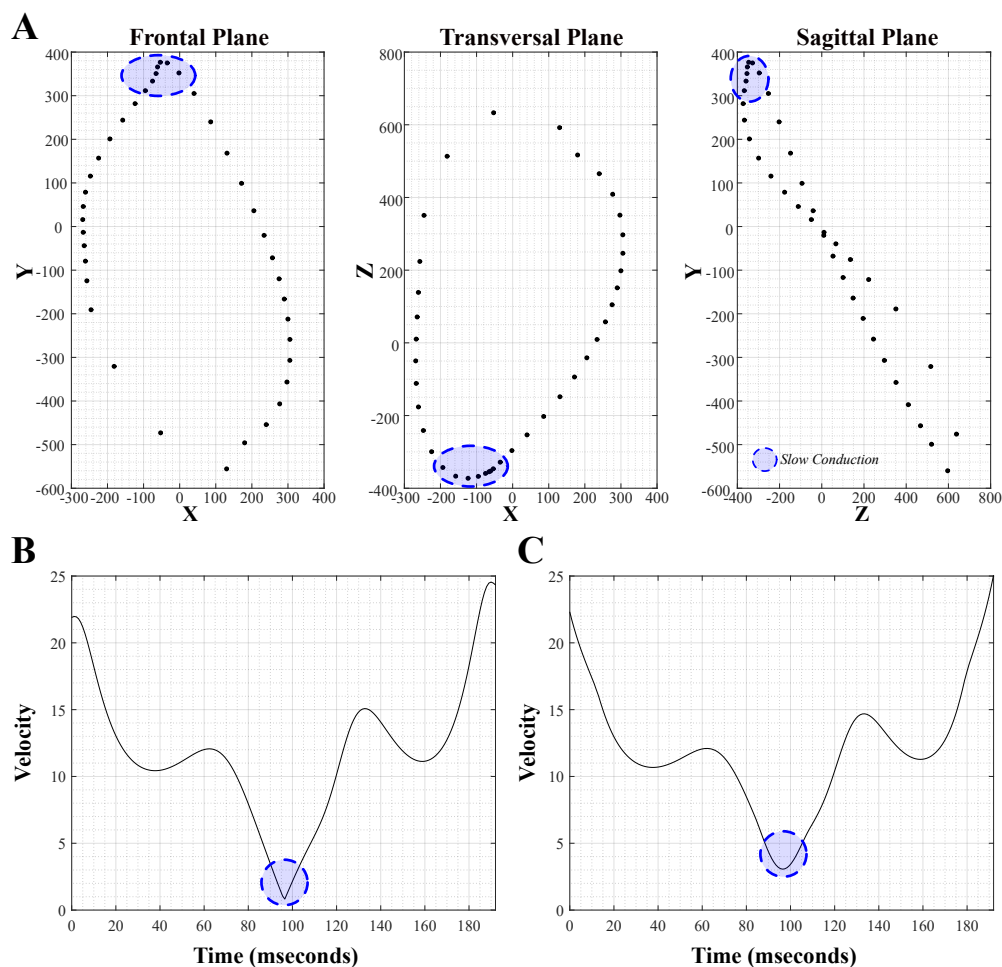 A
Frontal Plane
Transversal Plane
Sagittal Plane
400
300
200
100
0
-100
-200
-300
-400
-500
-600
Y
-300 -200 -100 0 100 200 300 400
X
800
600
400
200
0
-200
-400
Z
-300 -200 -100 0 100 200 300 400
X
400
300
200
100
0
-100
-200
-300
-400
-500
-600
Y
Slow Conduction
-400 -200 0 200 400 600 800
Z
B
25
20
15
10
5
0
Velocity
0 20 40 60 80 100 120 140 160 180
Time (mseconds)
C
25
20
15
10
5
0
Velocity
0 20 40 60 80 100 120 140 160 180
Time (mseconds)